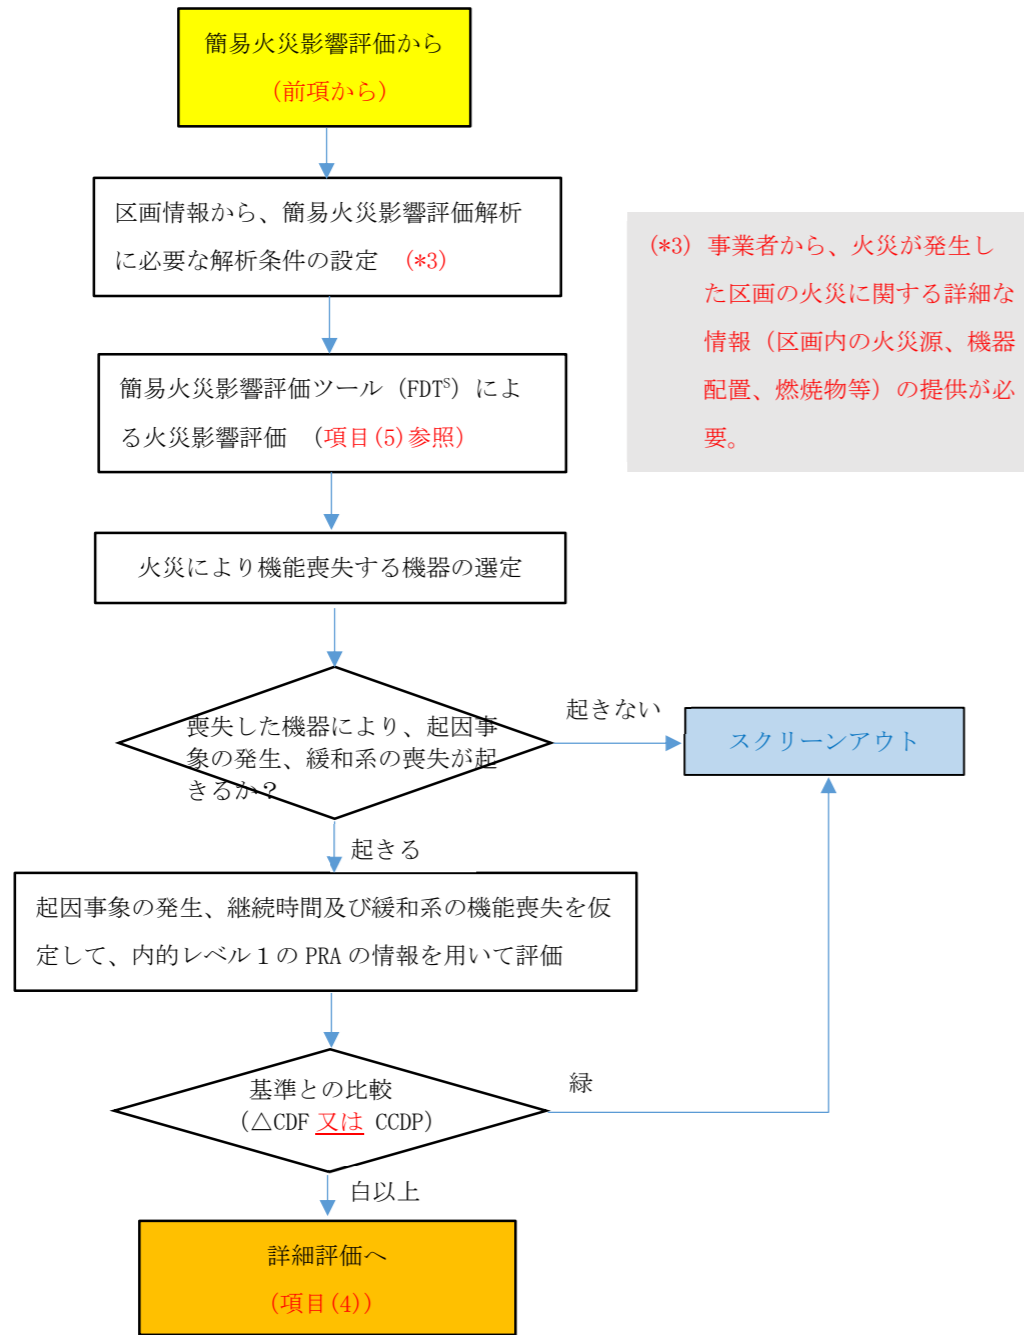 簡易火災影響評価から
(前項から)
区画情報から、簡易火災影響評価解析
に必要な解析条件の設定 (*3)
(*3) 事業者から、火災が発生し
た区画の火災に関する詳細な
情報（区画内の火災源、機器
配置、燃焼物等）の提供が必
要。
簡易火災影響評価ツール（FDTS）によ
る火災影響評価 （項目(5)参照）
火災により機能喪失する機器の選定
喪失した機器により、起因事
象の発生、緩和系の喪失が起
きるか？
起きない
スクリーンアウト
起きる
起因事象の発生、継続時間及び緩和系の機能喪失を仮
定して、内的レベル１の PRA の情報を用いて評価
基準との比較
（△CDF 又は CCDP）
緑
白以上
詳細評価へ
(項目(4))